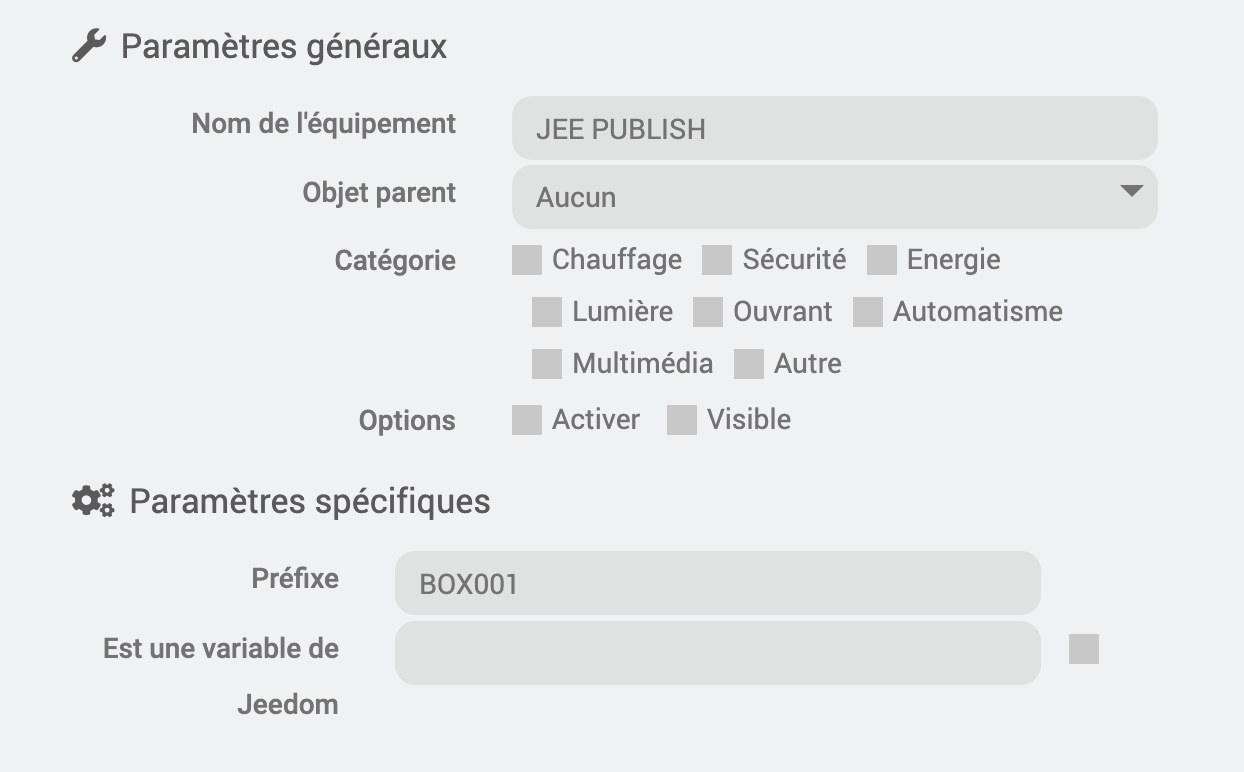 Paramètres généraux
Nom de l'équipement JEE PUBLISH
Objet parent Aucun
Catégorie Chauffage Sécurité Energie
Lumière Ouvrant Automatisme
Multimédia Autre
Options Activer Visible
Paramètres spécifiques
Préfixe BOX001
Est une variable de
Jeedom